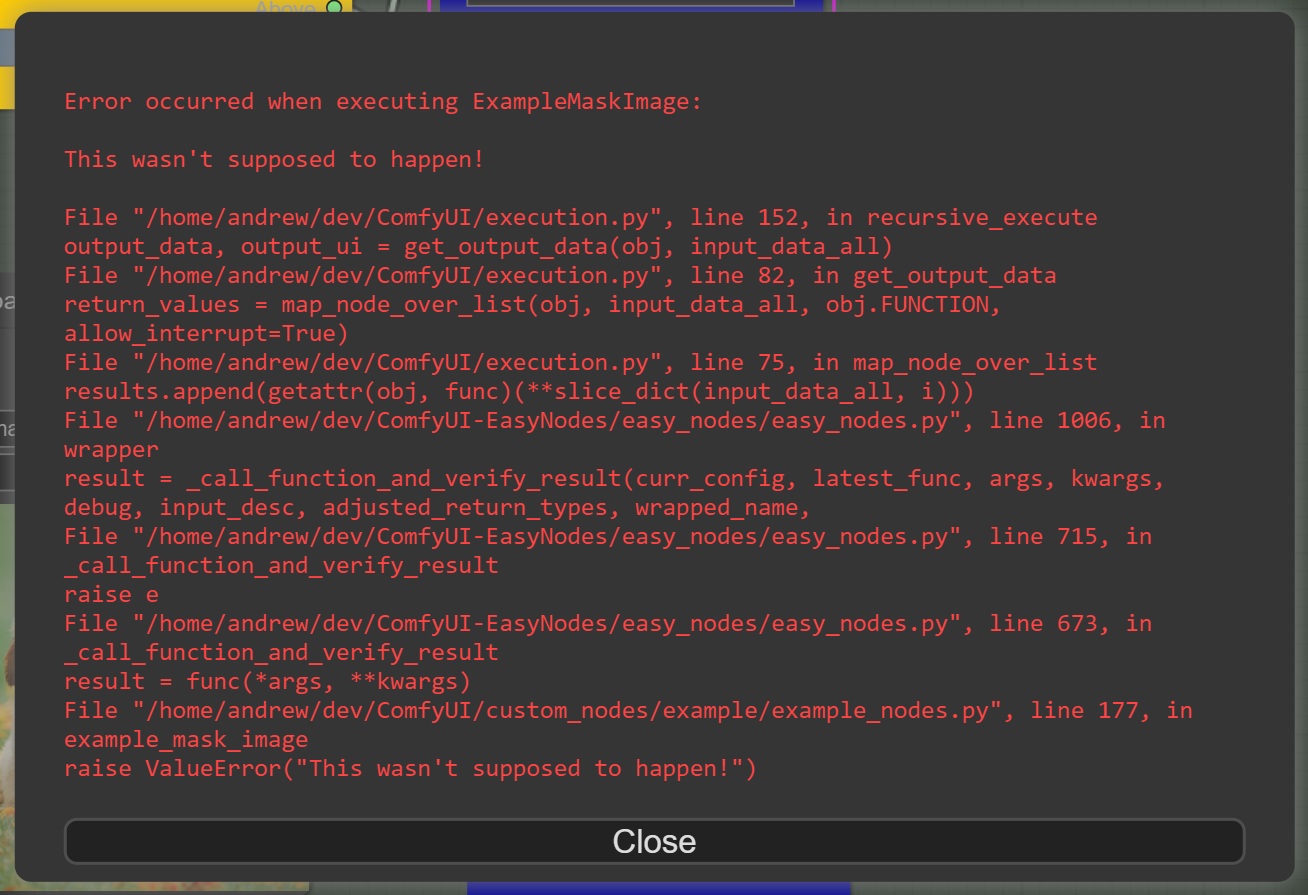 Above
Error occurred when executing ExampleMaskImage:
This wasn't supposed to happen!
File "/home/andrew/dev/ComfyUI/execution.py", line 152, in recursive_execute
output_data, output_ui = get_output_data(obj, input_data_all)
File "/home/andrew/dev/ComfyUI/execution.py", line 82, in get_output_data
return_values = map_node_over_list(obj, input_data_all, obj.FUNCTION,
allow_interrupt=True)
File "/home/andrew/dev/ComfyUI/execution.py", line 75, in map_node_over_list
results.append(getattr(obj, func)(**slice_dict(input_data_all, i)))
File "/home/andrew/dev/ComfyUI-EasyNodes/easy_nodes/easy_nodes.py", line 1006, in
wrapper
result = _call_function_and_verify_result(curr_config, latest_func, args, kwargs,
debug, input_desc, adjusted_return_types, wrapped_name,
File "/home/andrew/dev/ComfyUI-EasyNodes/easy_nodes/easy_nodes.py", line 715, in
_call_function_and_verify_result
raise e
File "/home/andrew/dev/ComfyUI-EasyNodes/easy_nodes/easy_nodes.py", line 673, in
_call_function_and_verify_result
result = func(*args, **kwargs)
File "/home/andrew/dev/ComfyUI/custom_nodes/example/example_nodes.py", line 177, in
example_mask_image
raise ValueError("This wasn't supposed to happen!")
Close